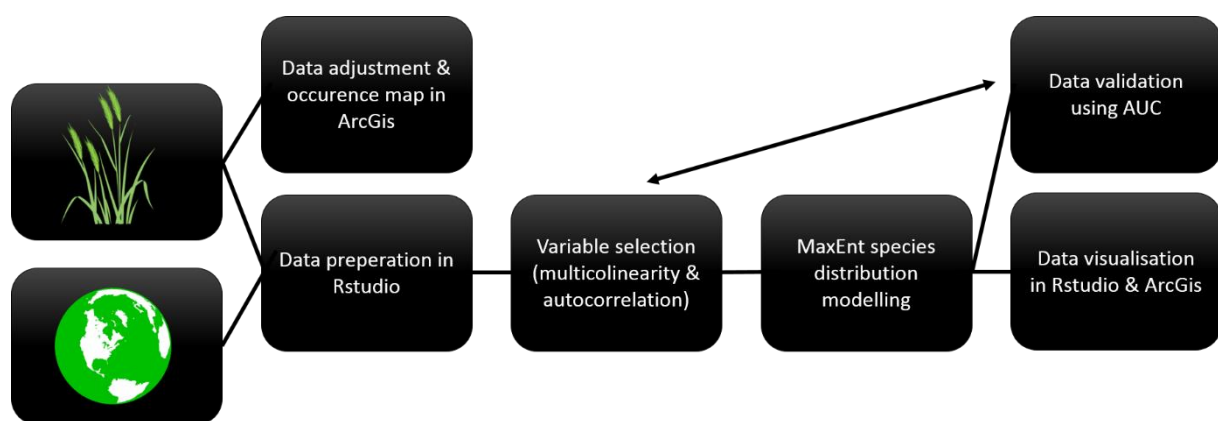 Data adjustment &
occurence map in
ArcGis
Data preperation in
Rstudio
Variable selection
(multicolinearity &
autocorrelation)
MaxEnt species
distribution
modelling
Data validation
using AUC
Data visualisation
in Rstudio & ArcGis